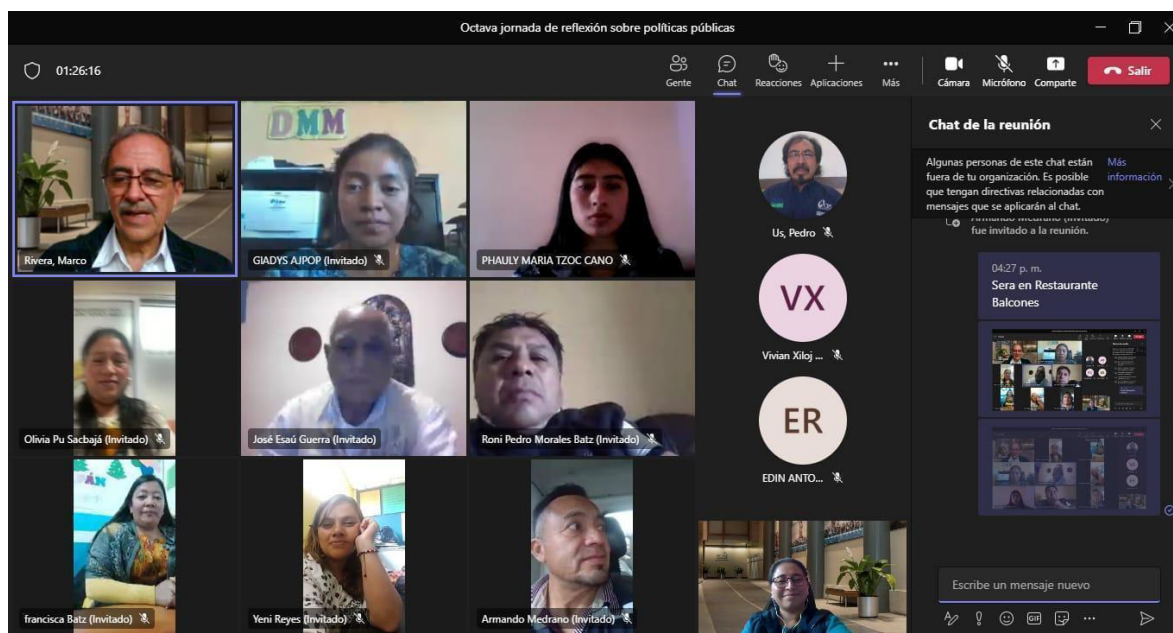 Octava jornada de reflexión sobre políticas públicas
01:26:16
Gente
Chat
Reacciones
Aplicaciones
Más
Cámara
Micrófono
Comparte
Salir
DMM
Rivera, Marco
GIADYS AJPOP (Invitado)
PHAULY MARIA TZOC CANO
Us, Pedro
VX
Vivian Xiloj ...
Olivia Pu Sacbajá (Invitado)
José Esaú Guerra (Invitado)
Roni Pedro Morales Batz (Invitado)
ER
EDIN ANTO...
francisca Batz (Invitado)
Yeni Reyes (Invitado)
Armando Medrano (Invitado)
Chat de la reunión
Algunas personas de este chat están
fuera de tu organización. Es posible
que tengan directivas relacionadas con
mensajes que se aplicarán al chat.
Más
información
Armando Medrano (Invitado)
fue invitado a la reunión.
04:27 p. m.
Sera en Restaurante
Balcones
Escribe un mensaje nuevo
GIF